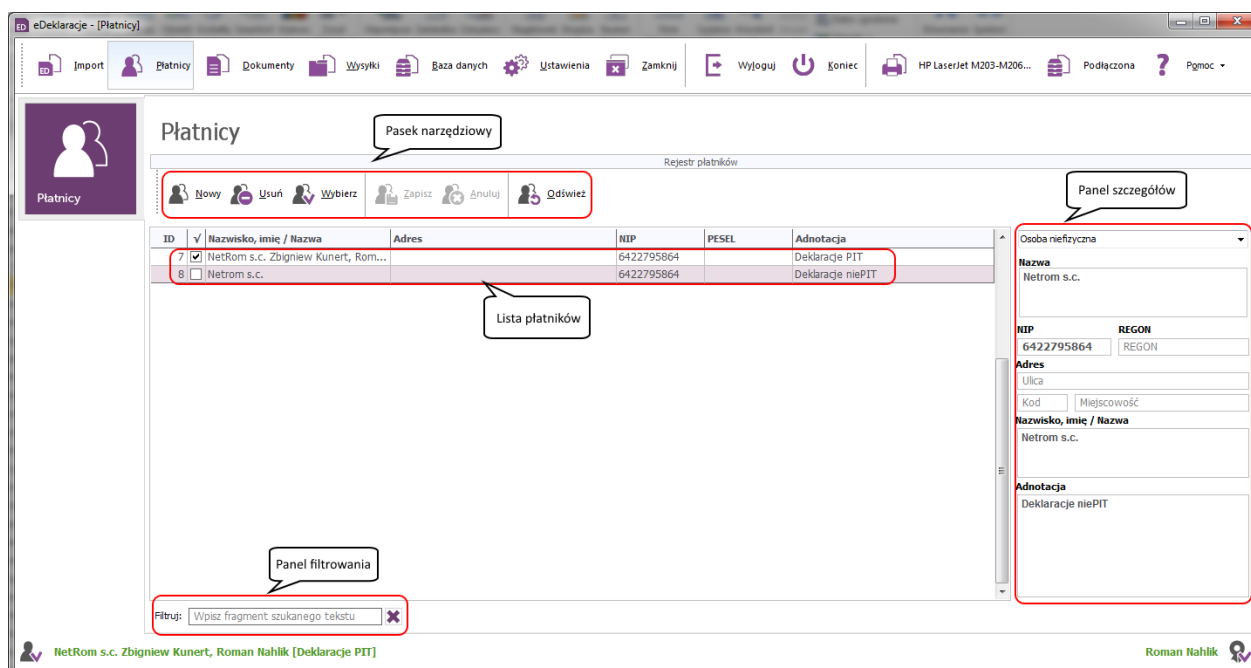 eDeklaracje - [Płatnicy]
Import Płatnicy Dokumenty Wysyłki Baza danych Ustawienia Zamknij Wyloguj Koniec HP LaserJet M203-M206... Podłączona Pomoc
Płatnicy
Płatnicy
Pasek narzędziowy
Rejestr płatników
Nowy Usuń Wybierz Zapisz Anuluj Odśwież
Panel szczegółów
ID √ Nazwisko, imię / Nazwa Adres NIP PESEL Adnotacja
7 NetRom s.c. Zbigniew Kunert, Rom... 6422795864 Deklaracje PIT
8 Netrom s.c. 6422795864 Deklaracje niePIT
Lista płatników
Osoba niefizyczna
Nazwa
Netrom s.c.
NIP REGON
6422795864 REGON
Adres
Ulica
Kod Miejscowość
Nazwisko, imię / Nazwa
Netrom s.c.
Adnotacja
Deklaracje niePIT
Panel filtrowania
Filtruj: Wpisz fragment szukanego tekstu
NetRom s.c. Zbigniew Kunert, Roman Nahlik [Deklaracje PIT]
Roman Nahlik